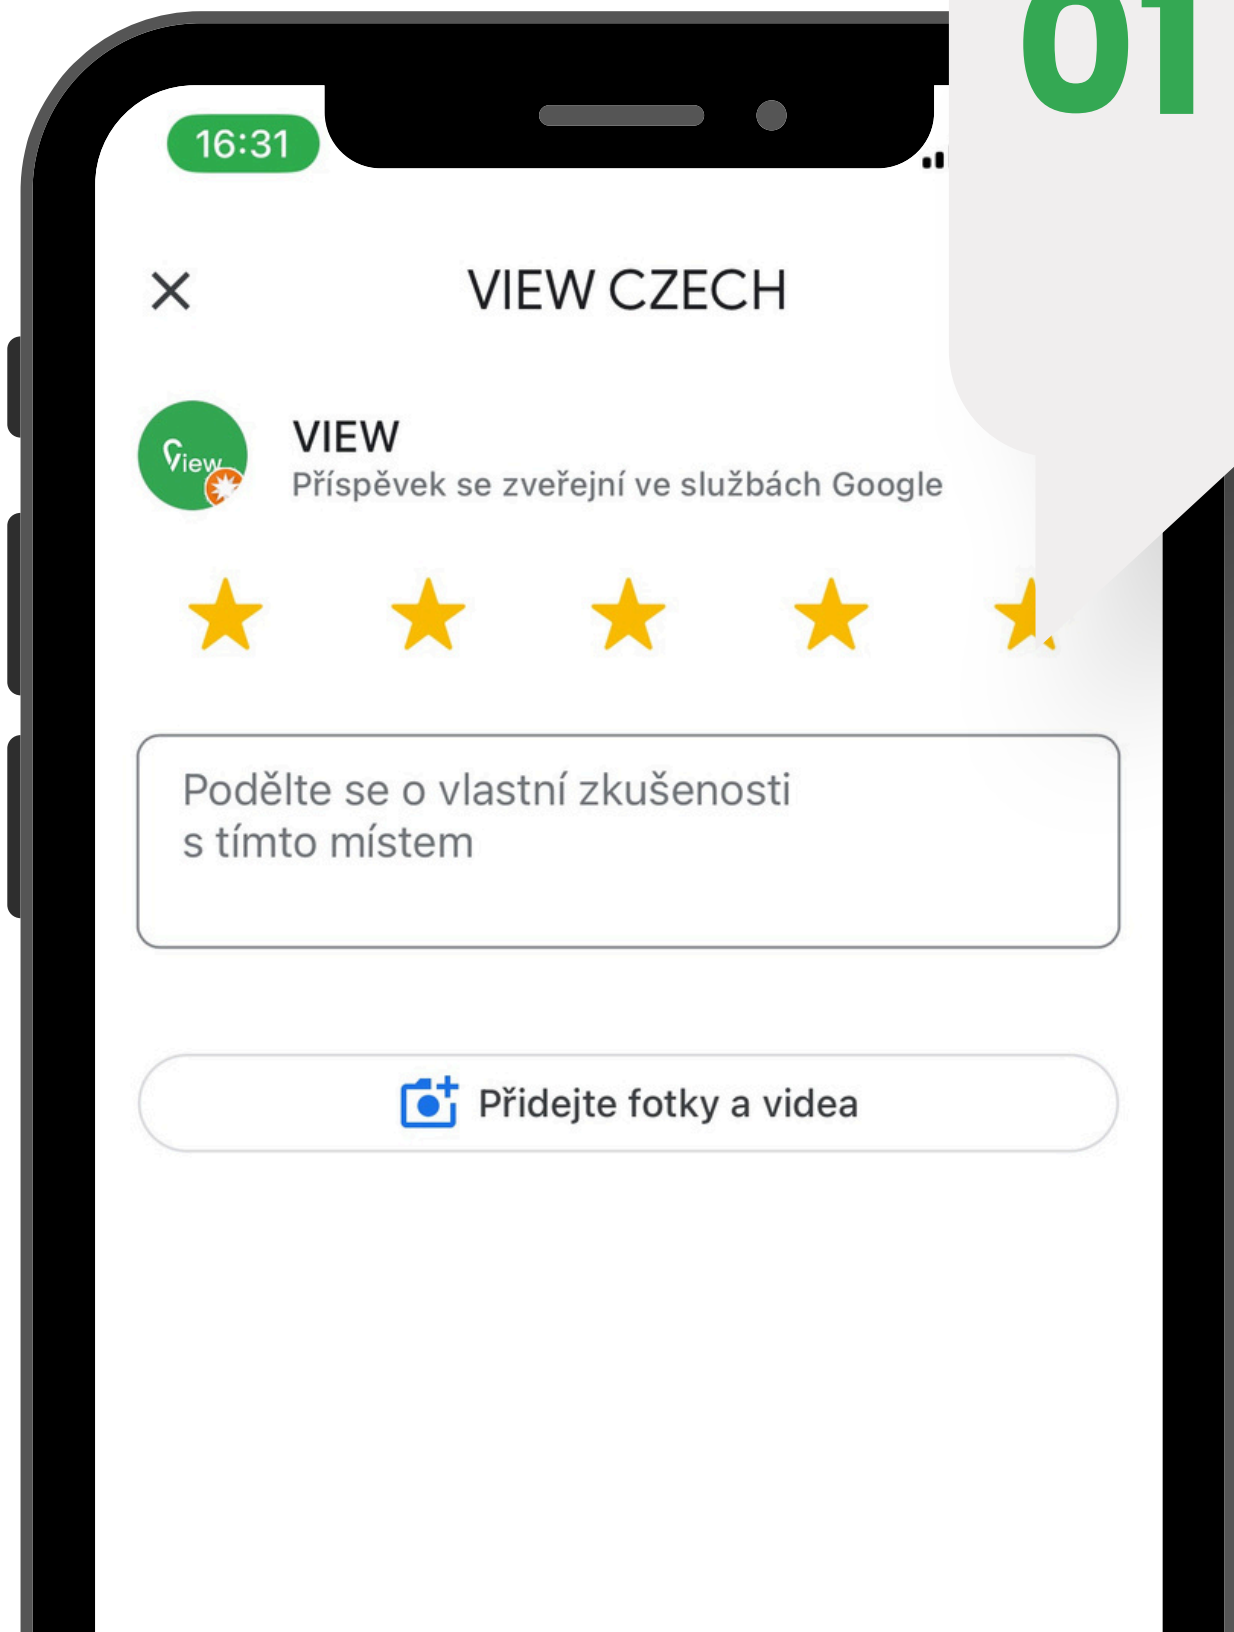 01
16:31
VIEW CZECH
View
VIEW
Příspěvek se zveřejní ve službách Google
Podělte se o vlastní zkušenosti
s tímto místem
Přidejte fotky a videa